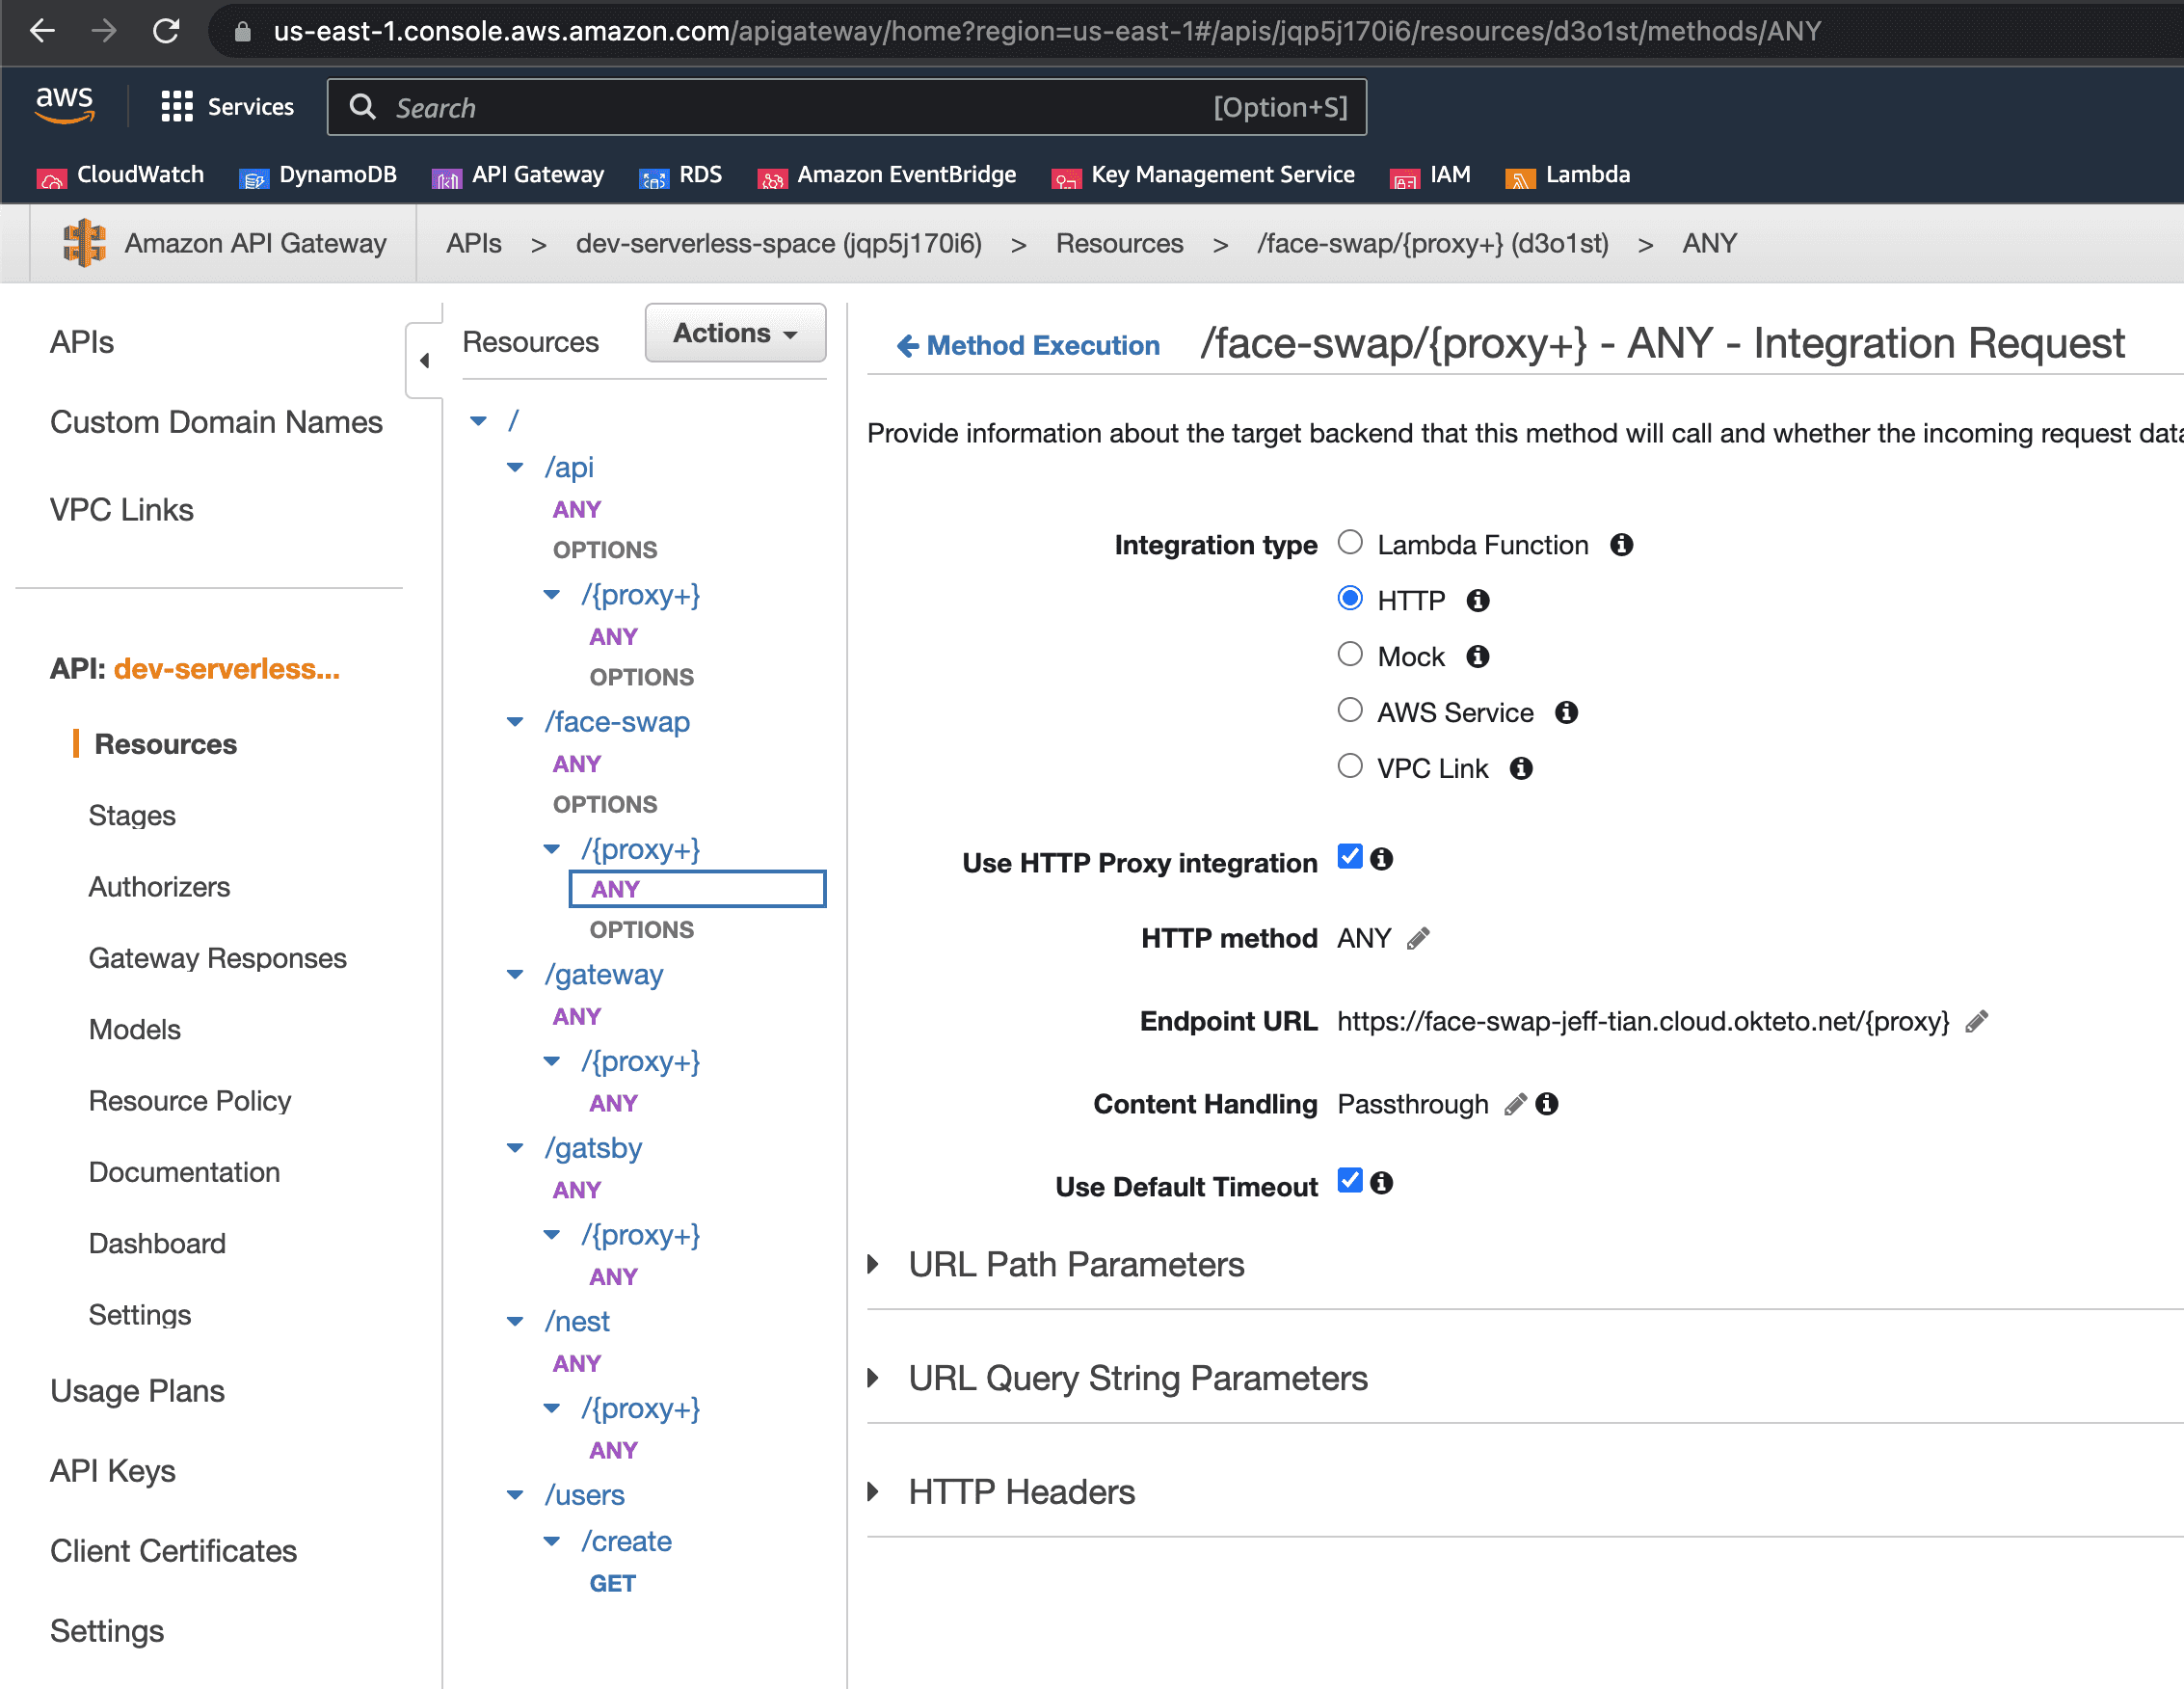 us-east-1.console.aws.amazon.com/apigateway/home?region=us-east-1#/apis/jqp5j170i6/resources/d3o1st/methods/ANY
aws Services Search [Option+S]
CloudWatch DynamoDB API Gateway RDS Amazon EventBridge Key Management Service IAM Lambda
Amazon API Gateway APIs > dev-serverless-space (jqp5j170i6) > Resources > /face-swap/{proxy+} (d3o1st) > ANY
APIs
Custom Domain Names
VPC Links
API: dev-serverless...
Resources
Stages
Authorizers
Gateway Responses
Models
Resource Policy
Documentation
Dashboard
Settings
Usage Plans
API Keys
Client Certificates
Settings
Resources Actions
/
/api
ANY
OPTIONS
/{proxy+}
ANY
OPTIONS
/face-swap
ANY
OPTIONS
/{proxy+}
ANY
OPTIONS
/gateway
ANY
/{proxy+}
ANY
/gatsby
ANY
/{proxy+}
ANY
/nest
ANY
/{proxy+}
ANY
/users
/create
GET
Method Execution /face-swap/{proxy+} - ANY - Integration Request
Provide information about the target backend that this method will call and whether the incoming request data
Integration type Lambda Function
HTTP
Mock
AWS Service
VPC Link
Use HTTP Proxy integration
HTTP method ANY
Endpoint URL https://face-swap-jeff-tian.cloud.okteto.net/{proxy}
Content Handling Passthrough
Use Default Timeout
URL Path Parameters
URL Query String Parameters
HTTP Headers